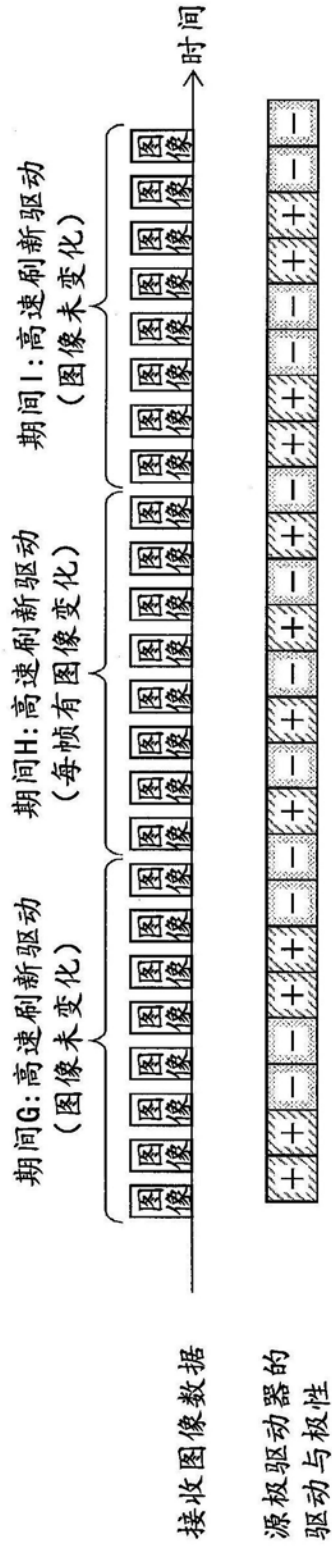 期间G:高速刷新驱动
(图像未变化)
期间H:高速刷新驱动
(每帧有图像变化)
期间I:高速刷新驱动
(图像未变化)
接收图像数据
图像 图像 图像 图像 图像 图像 图像 图像 图像 图像 图像 图像 图像 图像 图像 图像 图像 图像 图像 图像 图像 图像 图像 图像
时间
源极驱动器的
驱动与极性
+ + − − + + − − + − + − + − + − + + − − + + − −